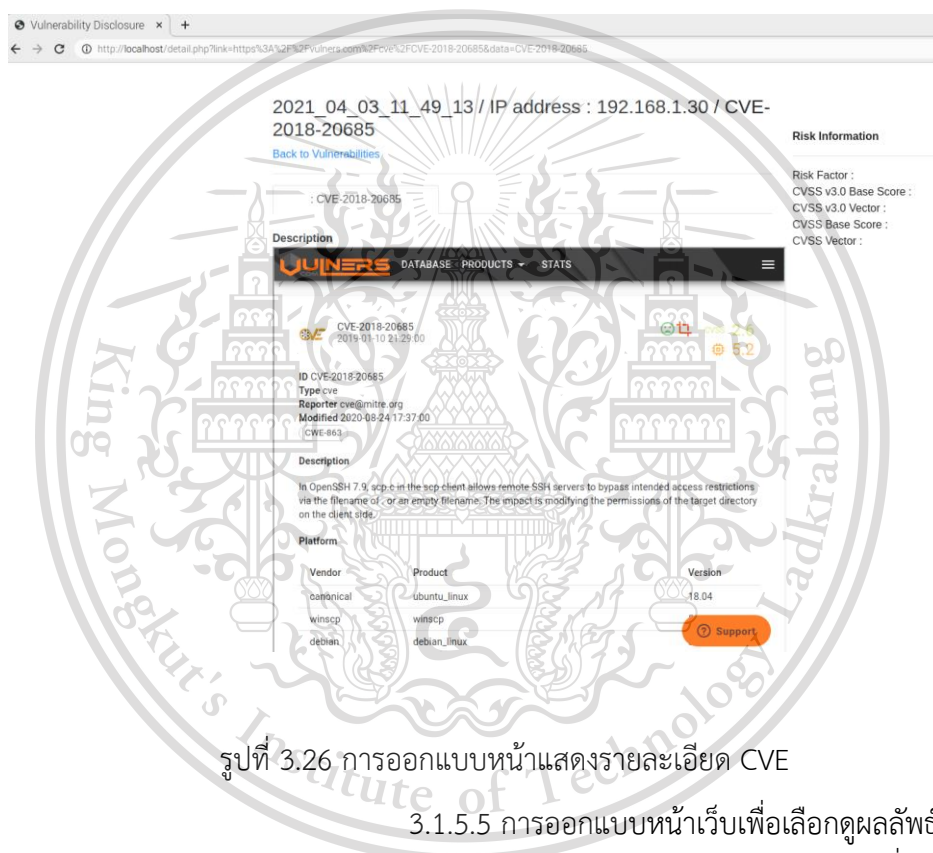 Vulnerability Disclosure × +
http://localhost/detail.php?link=https%3A%2F%2Fvulners.com%2Fcve%2FCVE-2018-20685&data=CVE-2018-20685
2021_04_03_11_49_13 / IP address : 192.168.1.30 / CVE-
2018-20685
Back to Vulnerabilities
Risk Information
Risk Factor :
CVSS v3.0 Base Score :
CVSS v3.0 Vector :
CVSS Base Score :
CVSS Vector :
: CVE-2018-20685
Description
VULNERS DATABASE PRODUCTS STATS
CVE CVE-2018-20685
2019-01-10 21:29:00
2.6
5.2
ID CVE-2018-20685
Type cve
Reporter cve@mitre.org
Modified 2020-08-24 17:37:00
CWE-863
Description
In OpenSSH 7.9, scp.c in the scp client allows remote SSH servers to bypass intended access restrictions
via the filename of . or an empty filename. The impact is modifying the permissions of the target directory
on the client side.
Platform
Vendor Product Version
canonical ubuntu_linux 18.04
winscp winscp
debian debian_linux
Support
King Mongkut's Institute of Technology Ladkrabang
รูปที่ 3.26 การออกแบบหน้าแสดงรายละเอียด CVE
3.1.5.5 การออกแบบหน้าเว็บเพื่อเลือกดูผลลัพธ์